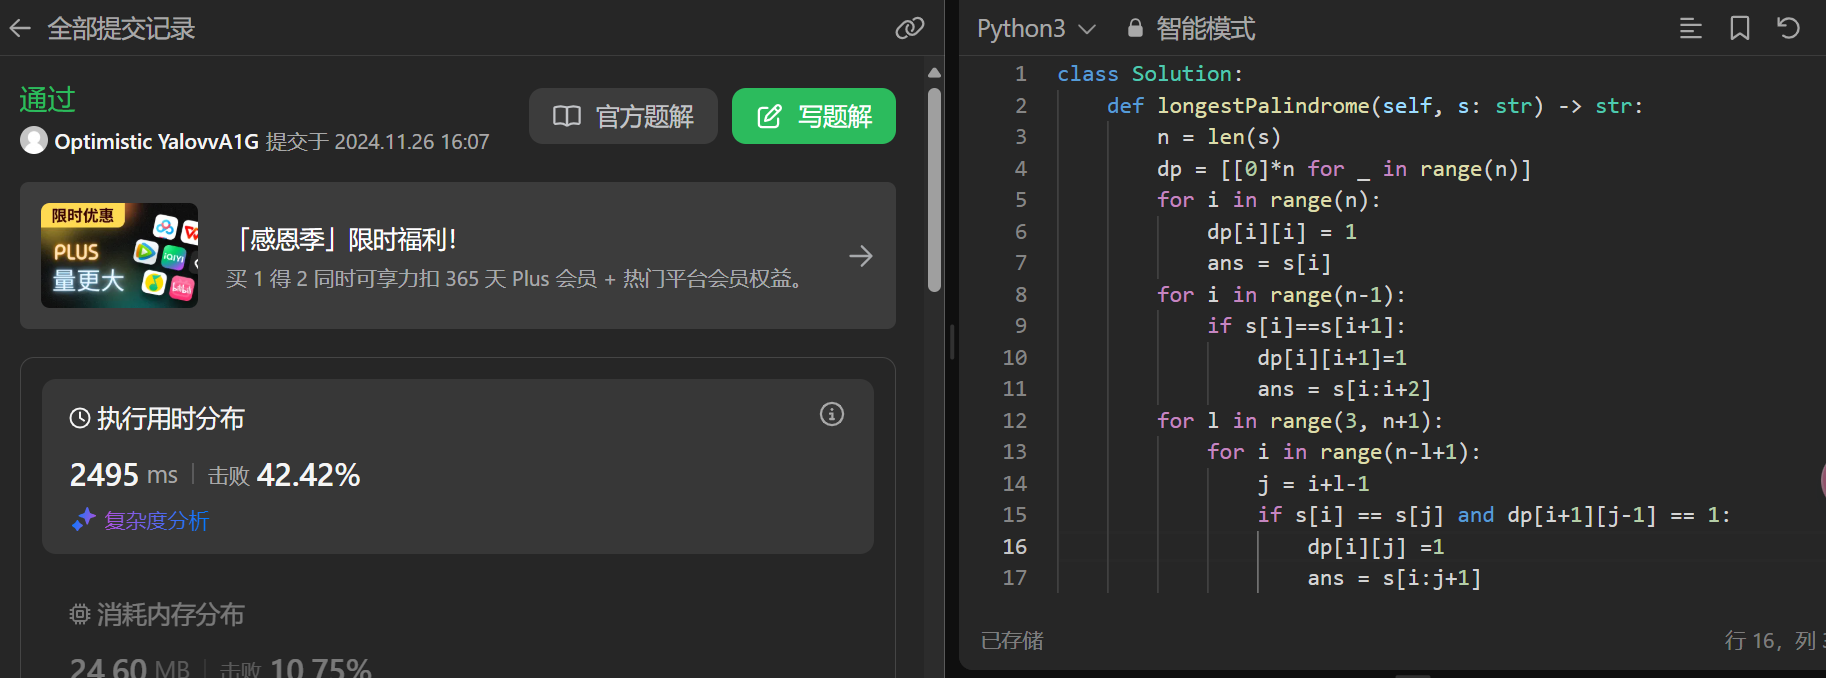 全部提交记录
通过
官方题解
写题解
Optimistic YalovvA1G 提交于 2024.11.26 16:07
限时优惠
PLUS
量更大
iQIYI
bilibili
「感恩季」限时福利!
买 1 得 2 同时可享力扣 365 天 Plus 会员 + 热门平台会员权益。
执行用时分布
2495 ms | 击败 42.42%
复杂度分析
消耗内存分布
24.60 MB | 击败 10.75%
Python3 智能模式
1 class Solution:
2 def longestPalindrome(self, s: str) -> str:
3 n = len(s)
4 dp = [[0]*n for _ in range(n)]
5 for i in range(n):
6 dp[i][i] = 1
7 ans = s[i]
8 for i in range(n-1):
9 if s[i]==s[i+1]:
10 dp[i][i+1]=1
11 ans = s[i:i+2]
12 for l in range(3, n+1):
13 for i in range(n-l+1):
14 j = i+l-1
15 if s[i] == s[j] and dp[i+1][j-1] == 1:
16 dp[i][j] =1
17 ans = s[i:j+1]
已存储
行 16, 列